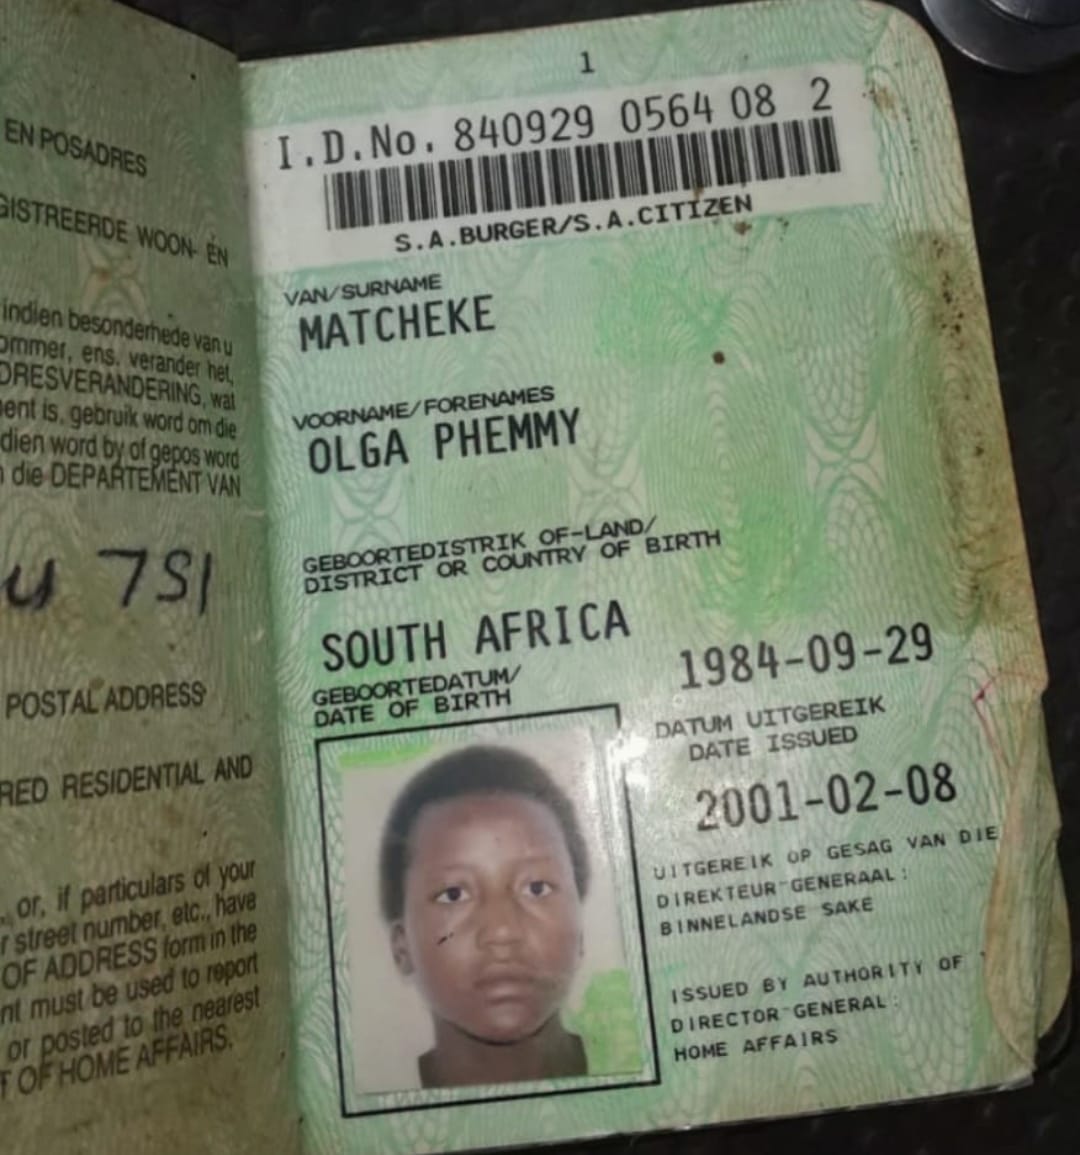 EN POSADRES
GISTREERDE WOON- EN
indien besonderhede van u
ommer, ens. verander het,
DRESVERANDERING, wat
ent is, gebruik word om die
dien word by of gepos word
die DEPARTEMENT VAN
u 751
POSTAL ADDRESS
RED RESIDENTIAL AND
or, if particulars of your
r street number, etc., have
OF ADDRESS form in the
nt must be used to report
or posted to the nearest
T OF HOME AFFAIRS.
1
I.D.No. 840929 0564 08 2
S.A.BURGER/S.A.CITIZEN
VAN/SURNAME
MATCHEKE
VOORNAME/FORENAMES
OLGA PHEMMY
GEBOORTEDISTRIK OF-LAND/
DISTRICT OR COUNTRY OF BIRTH
SOUTH AFRICA
GEBOORTEDATUM/
DATE OF BIRTH
1984-09-29
DATUM UITGEREIK
DATE ISSUED
2001-02-08
UITGEREIK OP GESAG VAN DIE
DIREKTEUR-GENERAAL:
BINNELANDSE SAKE
ISSUED BY AUTHORITY OF
DIRECTOR-GENERAL:
HOME AFFAIRS